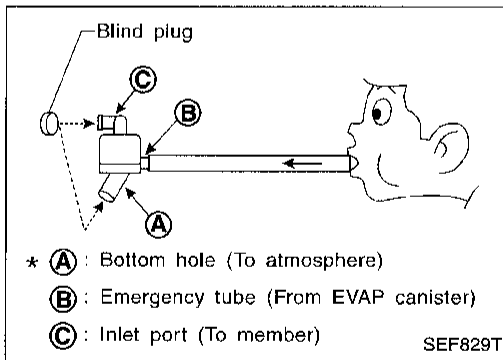 Blind plug
C
B
A
* A : Bottom hole (To atmosphere)
B : Emergency tube (From EVAP canister)
C : Inlet port (To member)
SEF829T